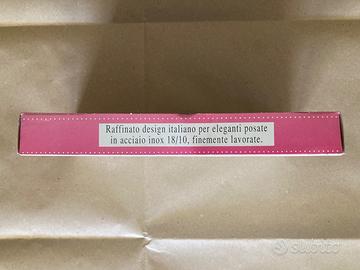 Raffinato design italiano per eleganti posate
in acciaio inox 18/10, finemente lavorate.
subito